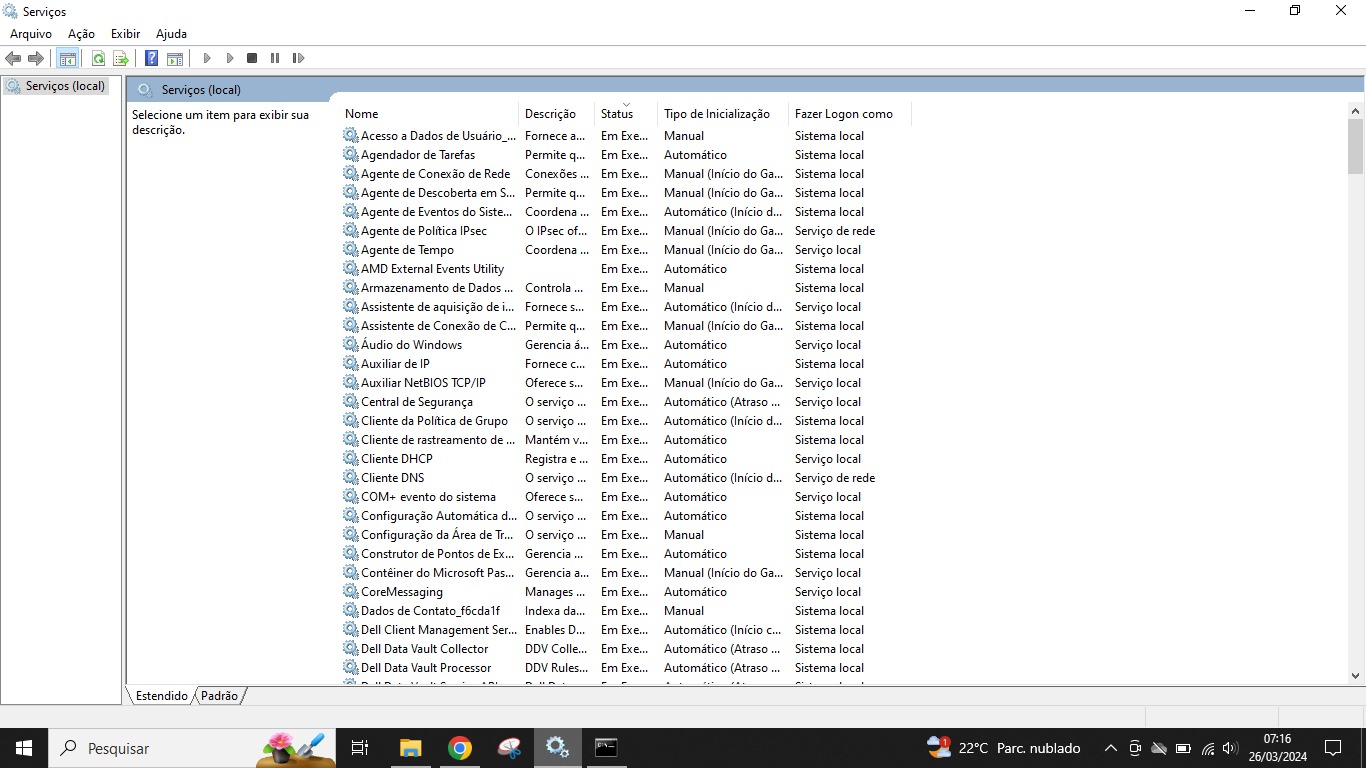 Serviços
Arquivo Ação Exibir Ajuda
Serviços (local)
Serviços (local)
Selecione um item para exibir sua
descrição.
Nome Descrição Status Tipo de Inicialização Fazer Logon como
Acesso a Dados de Usuário_... Fornece a... Em Exe... Manual Sistema local
Agendador de Tarefas Permite q... Em Exe... Automático Sistema local
Agente de Conexão de Rede Conexões ... Em Exe... Manual (Início do Ga... Sistema local
Agente de Descoberta em S... Permite q... Em Exe... Manual (Início do Ga... Sistema local
Agente de Eventos do Siste... Coordena ... Em Exe... Automático (Início d... Sistema local
Agente de Política IPsec O IPsec of... Em Exe... Manual (Início do Ga... Serviço de rede
Agente de Tempo Coordena ... Em Exe... Manual (Início do Ga... Serviço local
AMD External Events Utility Em Exe... Automático Sistema local
Armazenamento de Dados ... Controla ... Em Exe... Manual Sistema local
Assistente de aquisição de i... Fornece s... Em Exe... Automático (Início d... Serviço local
Assistente de Conexão de C... Permite q... Em Exe... Manual (Início do Ga... Sistema local
Áudio do Windows Gerencia á... Em Exe... Automático Serviço local
Auxiliar de IP Fornece c... Em Exe... Automático Sistema local
Auxiliar NetBIOS TCP/IP Oferece s... Em Exe... Manual (Início do Ga... Serviço local
Central de Segurança O serviço ... Em Exe... Automático (Atraso ... Serviço local
Cliente da Política de Grupo O serviço ... Em Exe... Automático (Início d... Sistema local
Cliente de rastreamento de ... Mantém v... Em Exe... Automático Sistema local
Cliente DHCP Registra e ... Em Exe... Automático Serviço local
Cliente DNS O serviço ... Em Exe... Automático (Início d... Serviço de rede
COM+ evento do sistema Oferece s... Em Exe... Automático Serviço local
Configuração Automática d... O serviço ... Em Exe... Automático Sistema local
Configuração da Área de Tr... O serviço ... Em Exe... Manual Sistema local
Construtor de Pontos de Ex... Gerencia ... Em Exe... Automático Sistema local
Contêiner do Microsoft Pas... Gerencia a... Em Exe... Manual (Início do Ga... Serviço local
CoreMessaging Manages ... Em Exe... Automático Serviço local
Dados de Contato_f6cda1f Indexa da... Em Exe... Manual Sistema local
Dell Client Management Ser... Enables D... Em Exe... Automático (Início c... Sistema local
Dell Data Vault Collector DDV Colle... Em Exe... Automático (Atraso ... Sistema local
Dell Data Vault Processor DDV Rules... Em Exe... Automático (Atraso ... Sistema local
Estendido Padrão
Pesquisar
1
22°C Parc. nublado
07:16
26/03/2024